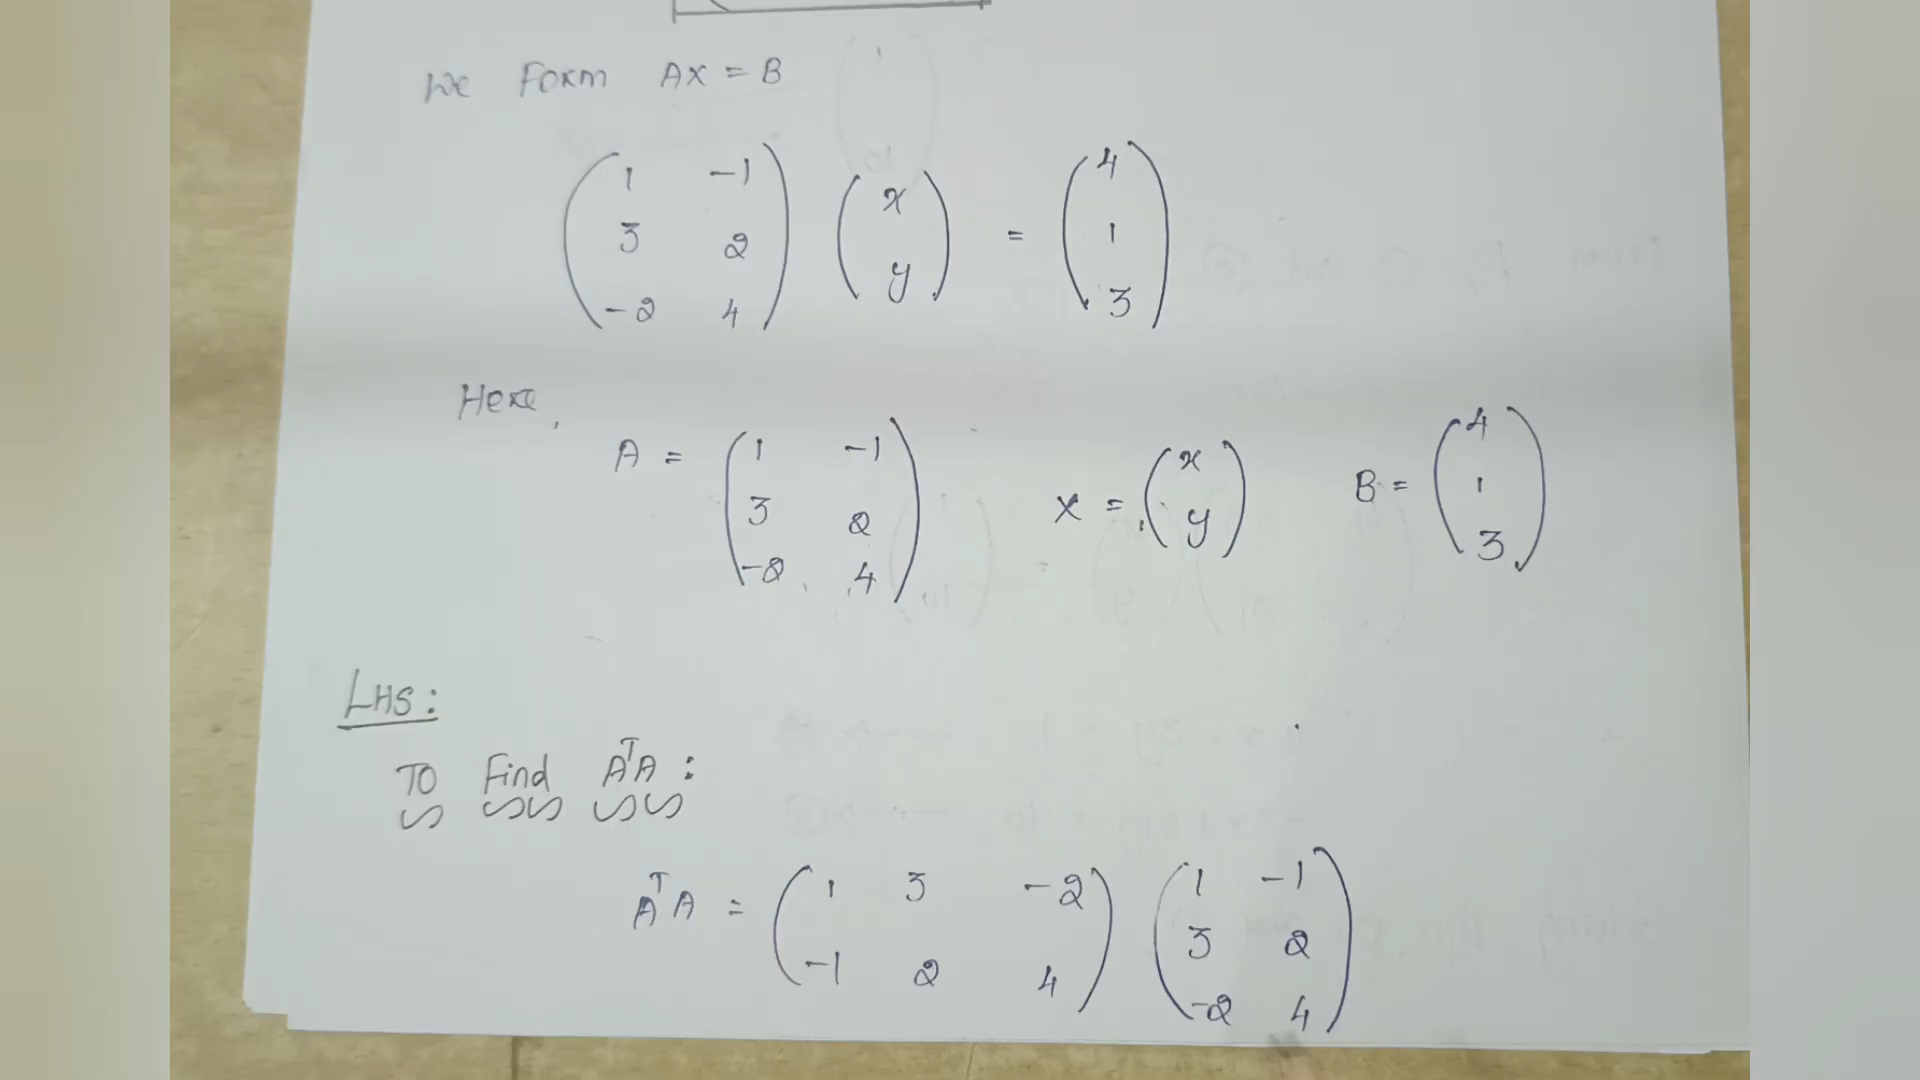 We Form AX = B
( 1 -1 3 2 -2 4 ) ( x y ) = ( 4 1 3 )
Here,
A = ( 1 -1 3 2 -2 4 ) X = ( x y ) B = ( 4 1 3 )
LHS:
To Find AᵀA:
AᵀA = ( 1 3 -2 -1 2 4 ) ( 1 -1 3 2 -2 4 )